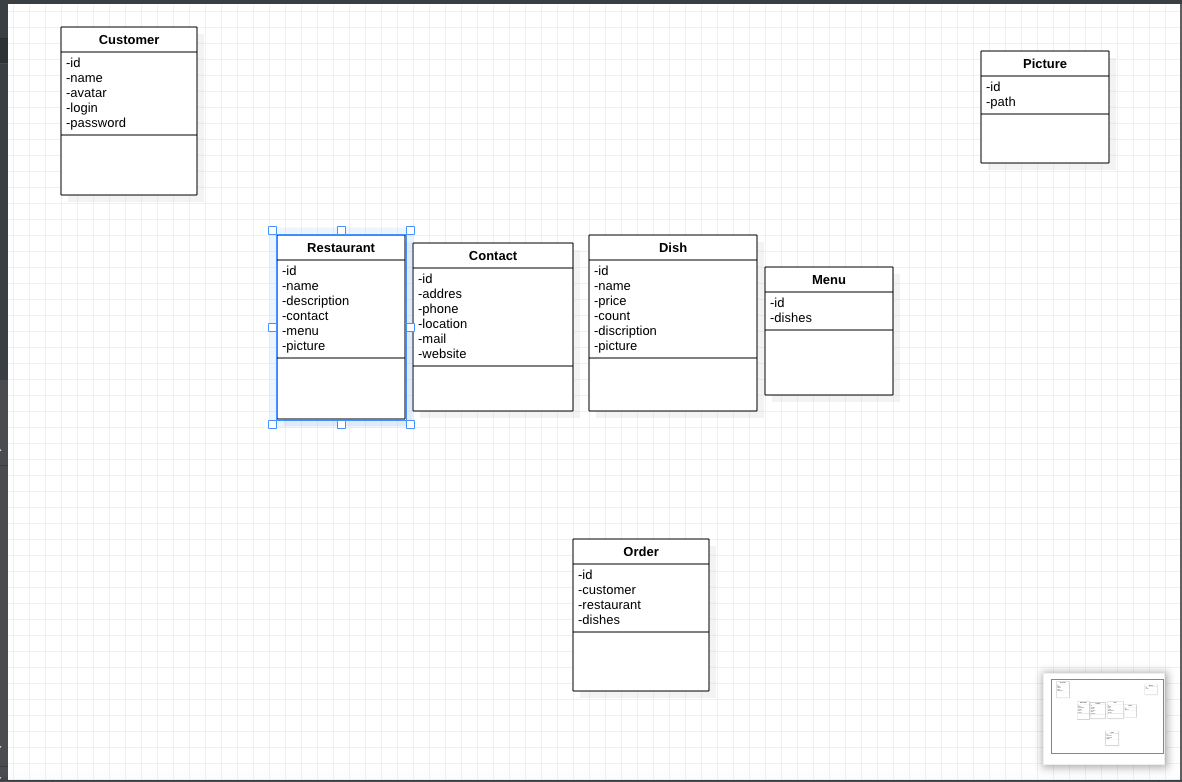 Customer
-id
-name
-avatar
-login
-password
Picture
-id
-path
Restaurant
-id
-name
-description
-contact
-menu
-picture
Contact
-id
-addres
-phone
-location
-mail
-website
Dish
-id
-name
-price
-count
-discription
-picture
Menu
-id
-dishes
Order
-id
-customer
-restaurant
-dishes